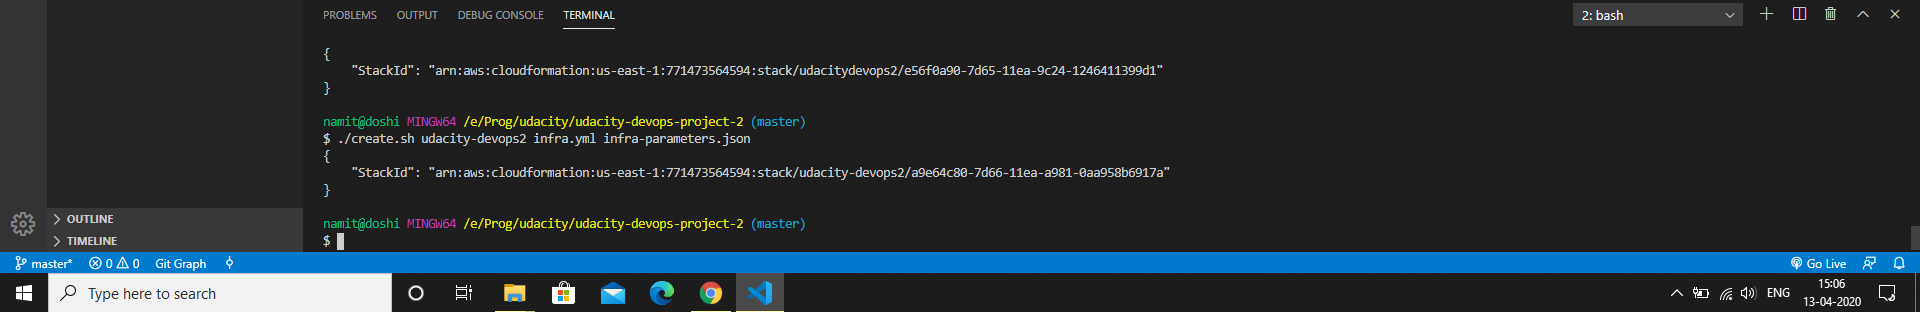 PROBLEMS OUTPUT DEBUG CONSOLE TERMINAL 2: bash
{
"StackId": "arn:aws:cloudformation:us-east-1:771473564594:stack/udacitydevops2/e56f0a90-7d65-11ea-9c24-1246411399d1"
}
namit@doshi MINGW64 /e/Prog/udacity/udacity-devops-project-2 (master)
$ ./create.sh udacity-devops2 infra.yml infra-parameters.json
{
"StackId": "arn:aws:cloudformation:us-east-1:771473564594:stack/udacity-devops2/a9e64c80-7d66-11ea-a981-0aa958b6917a"
}
OUTLINE
namit@doshi MINGW64 /e/Prog/udacity/udacity-devops-project-2 (master)
TIMELINE
$
master* 0 0 Git Graph Go Live
Type here to search
ENG
15:06
13-04-2020